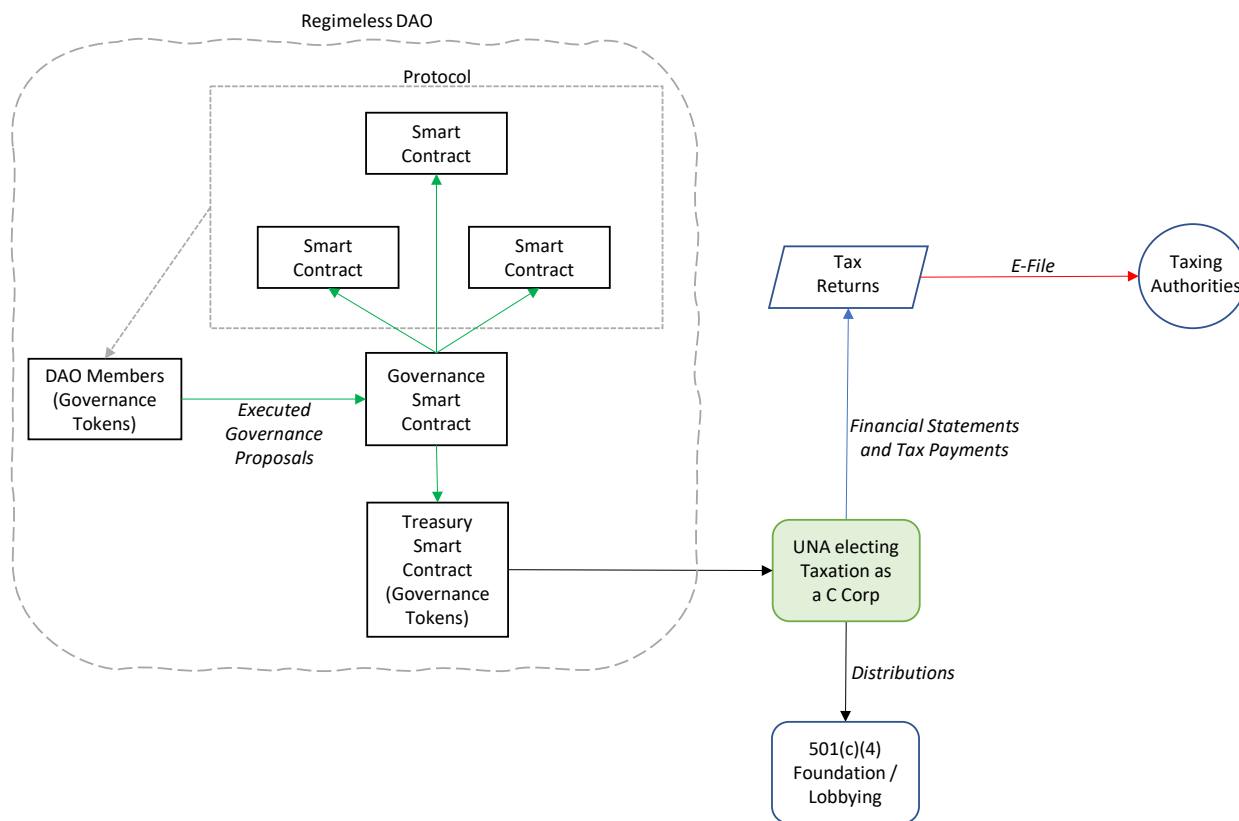 Regimeless DAO
Protocol
Smart
Contract
Smart
Contract
Smart
Contract
Tax
Returns
E-File
Taxing
Authorities
DAO Members
(Governance
Tokens)
Executed
Governance
Proposals
Governance
Smart
Contract
Financial Statements
and Tax Payments
Treasury
Smart
Contract
(Governance
Tokens)
UNA electing
Taxation as
a C Corp
Distributions
501(c)(4)
Foundation /
Lobbying